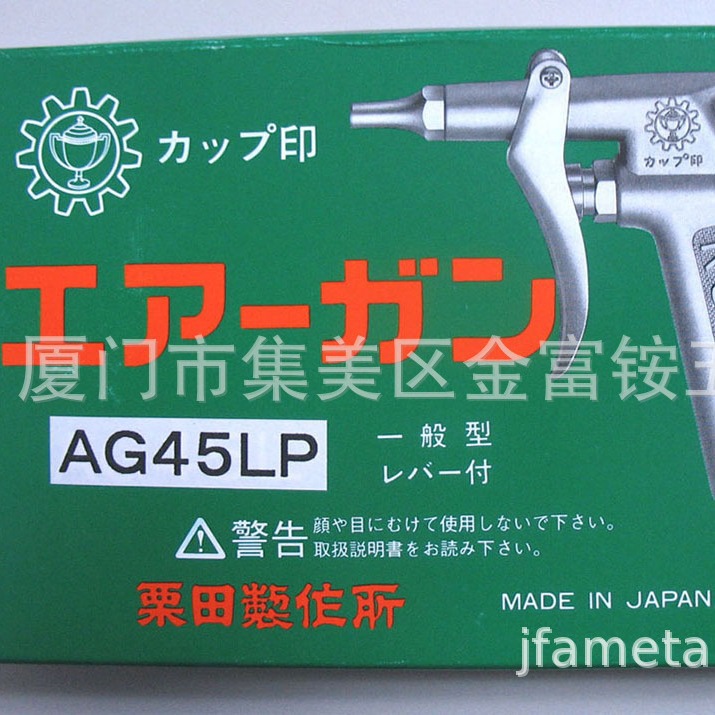 カップ印
カップ印
エアーガン
厦门市集美区金富铵五
AG45LP
一般型
レバー付
警告
顔や目にむけて使用しないで下さい。
取扱説明書をお読み下さい。
栗田製作所
MADE IN JAPAN
jfameta